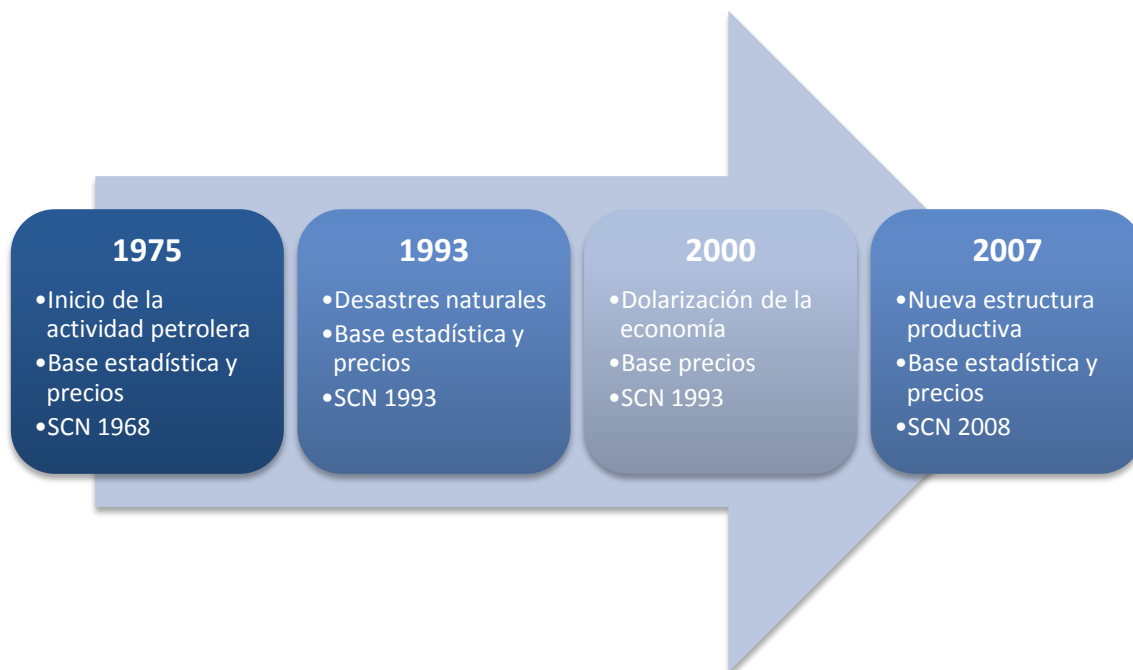 1975
•Inicio de la
actividad petrolera
•Base estadística y
precios
•SCN 1968
1993
•Desastres naturales
•Base estadística y
precios
•SCN 1993
2000
•Dolarización de la
economía
•Base precios
•SCN 1993
2007
•Nueva estructura
productiva
•Base estadística y
precios
•SCN 2008